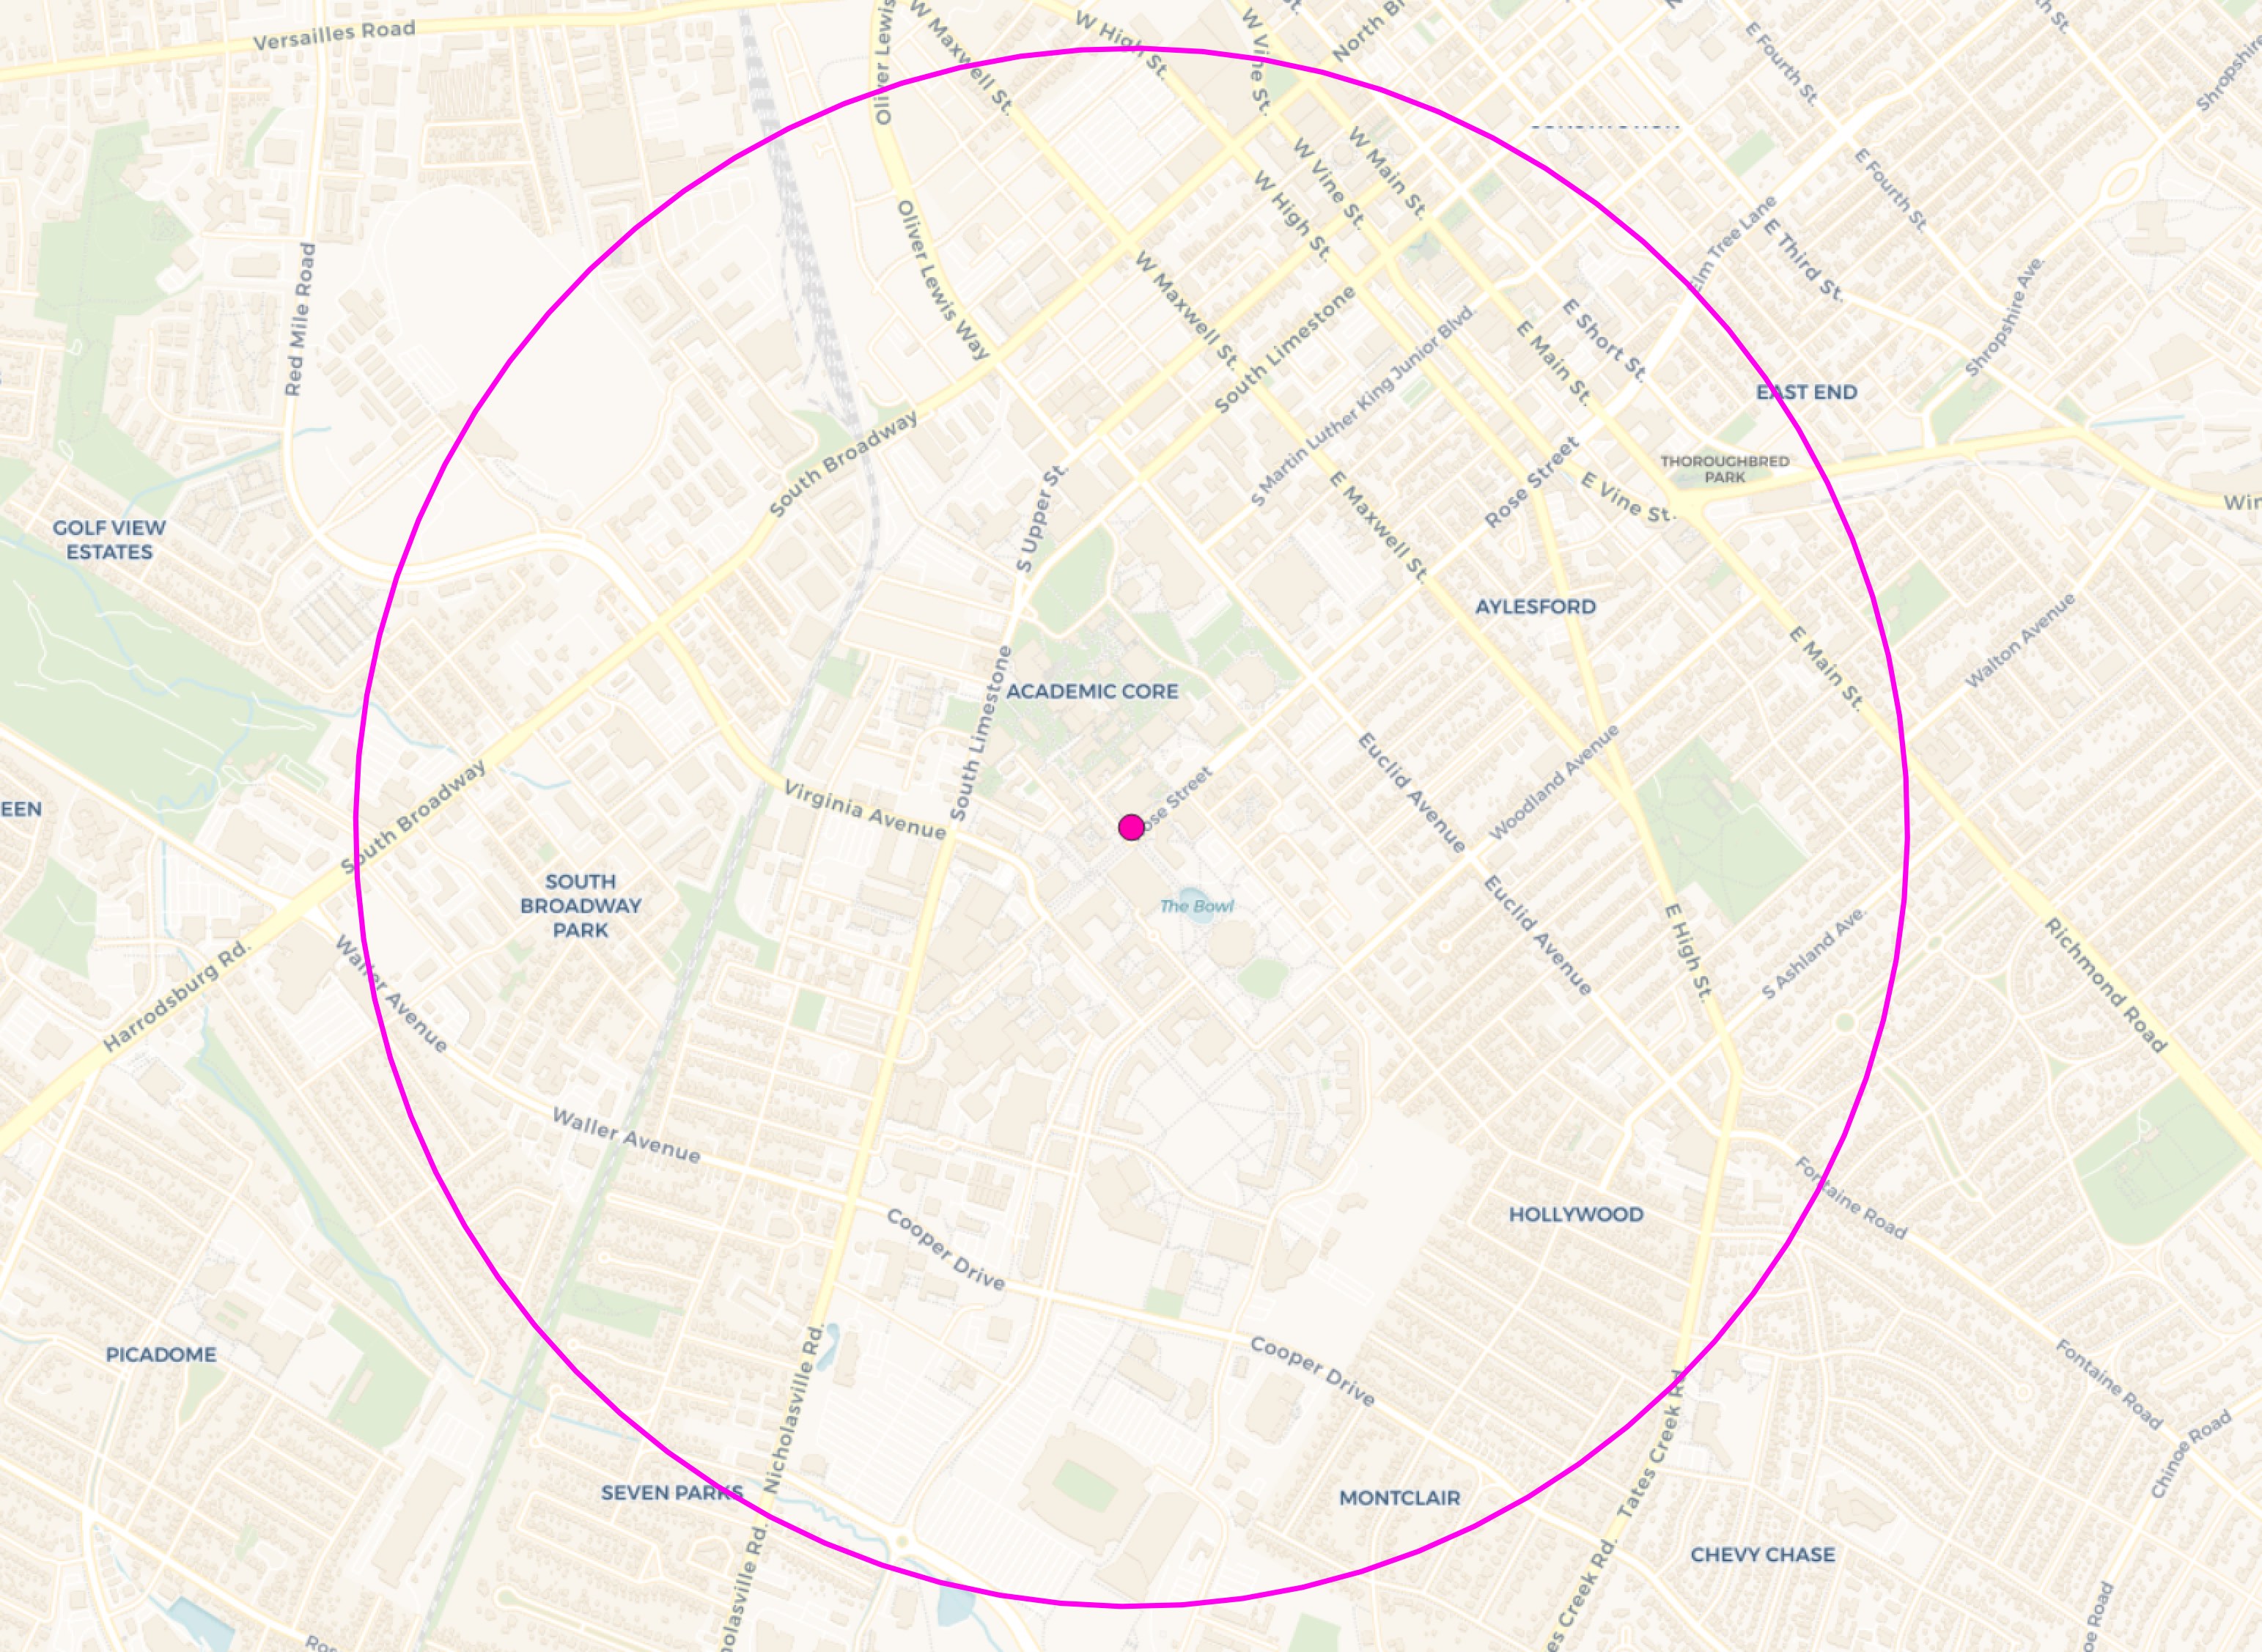 Versailles Road
Oliver Lewis
W Maxwell St.
W High St.
W Vine St.
E Fourth St.
Shropshire
W Main St.
W Vine St.
W High St.
E Fourth St.
Elm Tree Lane
E Third St.
Red Mile Road
Oliver Lewis Way
W Maxwell St.
South Limestone
S Martin Luther King Junior Blvd.
E Short St.
E Main St.
Shropshire Ave.
EAST END
South Broadway
S Upper St.
THOROUGHBRED
PARK
Rose Street
E Vine St.
E Maxwell St.
GOLF VIEW
ESTATES
AYLESFORD
Walton Avenue
E Main St.
ACADEMIC CORE
South Limestone
Euclid Avenue
Woodland Avenue
Virginia Avenue
ose Street
EEN
South Broadway
SOUTH
BROADWAY
PARK
The Bowl
Euclid Avenue
E High St.
S Ashland Ave.
Richmond Road
Harrodsburg Rd.
Waller Avenue
Waller Avenue
Fontaine Road
HOLLYWOOD
Cooper Drive
PICADOME
Cooper Drive
Nicholasville Rd.
Fontaine Road
Chinoe Road
SEVEN PARKS
MONTCLAIR
Tates Creek Rd
CHEVY CHASE
holasville Rd.
es Creek Rd.
oe Road